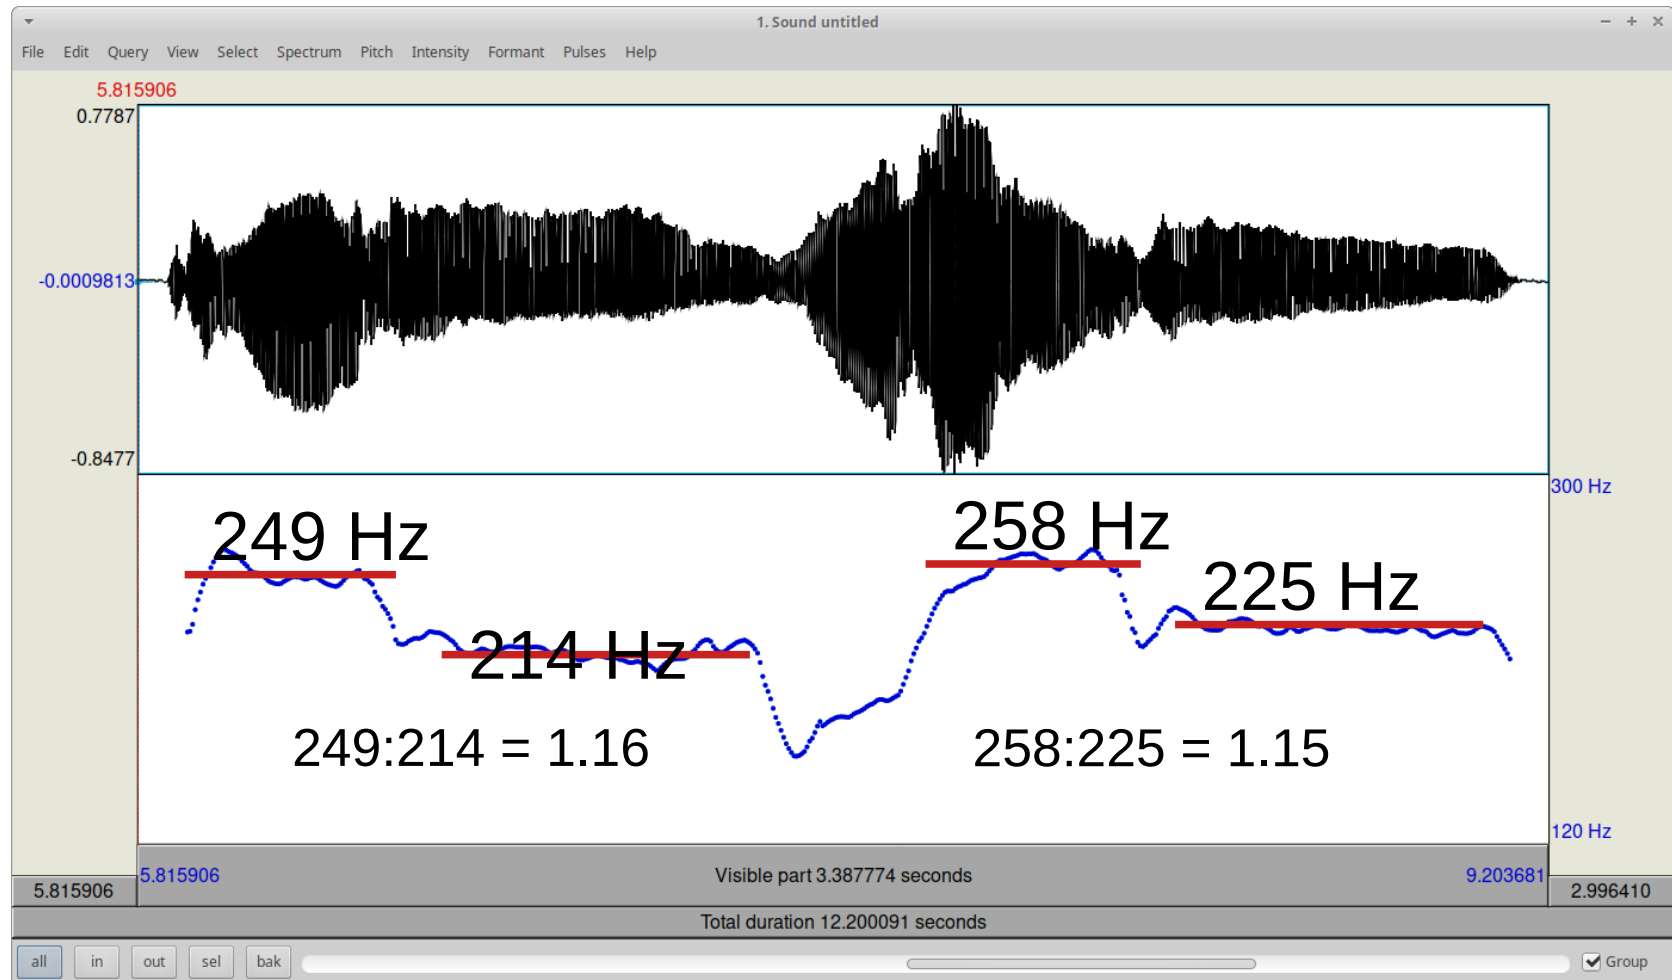 1. Sound untitled
File Edit Query View Select Spectrum Pitch Intensity Formant Pulses Help
5.815906
0.7787
-0.0009813
-0.8477
300 Hz
249 Hz
258 Hz
225 Hz
214 Hz
249:214 = 1.16
258:225 = 1.15
120 Hz
5.815906 Visible part 3.387774 seconds 9.203681
5.815906 2.996410
Total duration 12.200091 seconds
all in out sel bak Group